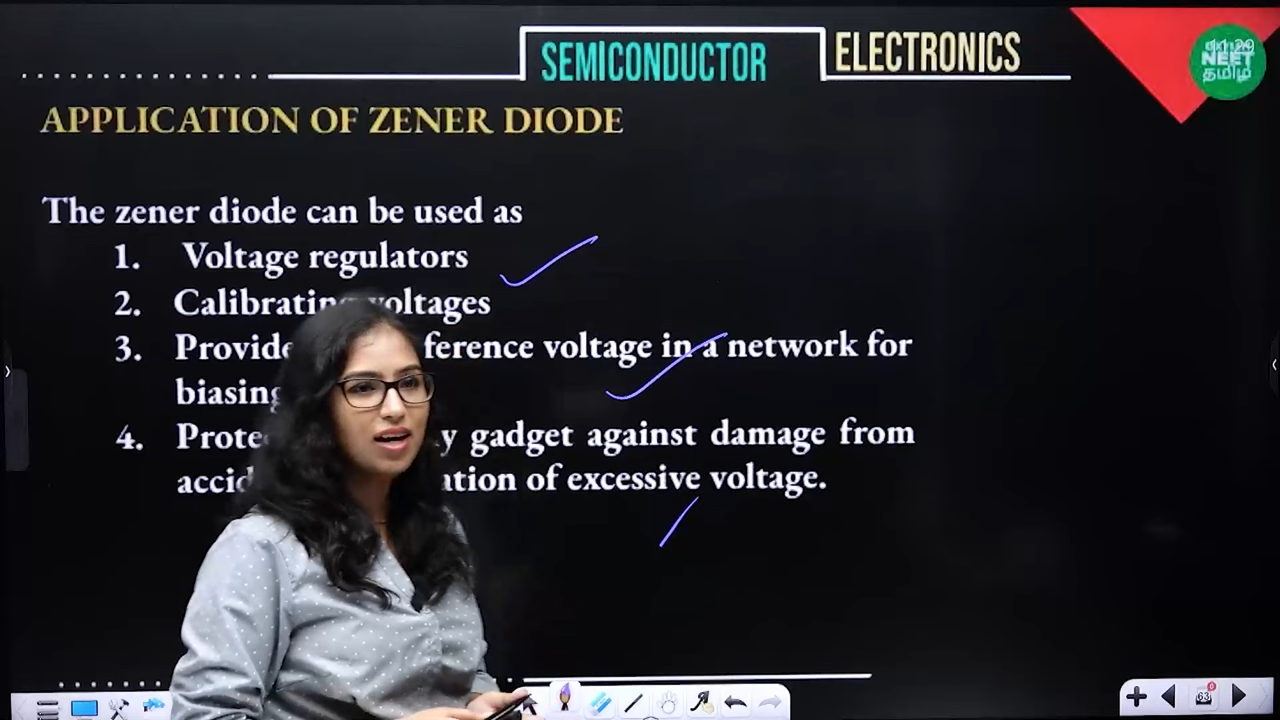 SEMICONDUCTOR ELECTRONICS
NEET
தமிழ்
APPLICATION OF ZENER DIODE
The zener diode can be used as
1. Voltage regulators
2. Calibrating voltages
3. Provide ference voltage in a network for
biasing
4. Prote y gadget against damage from
accid ation of excessive voltage.
63